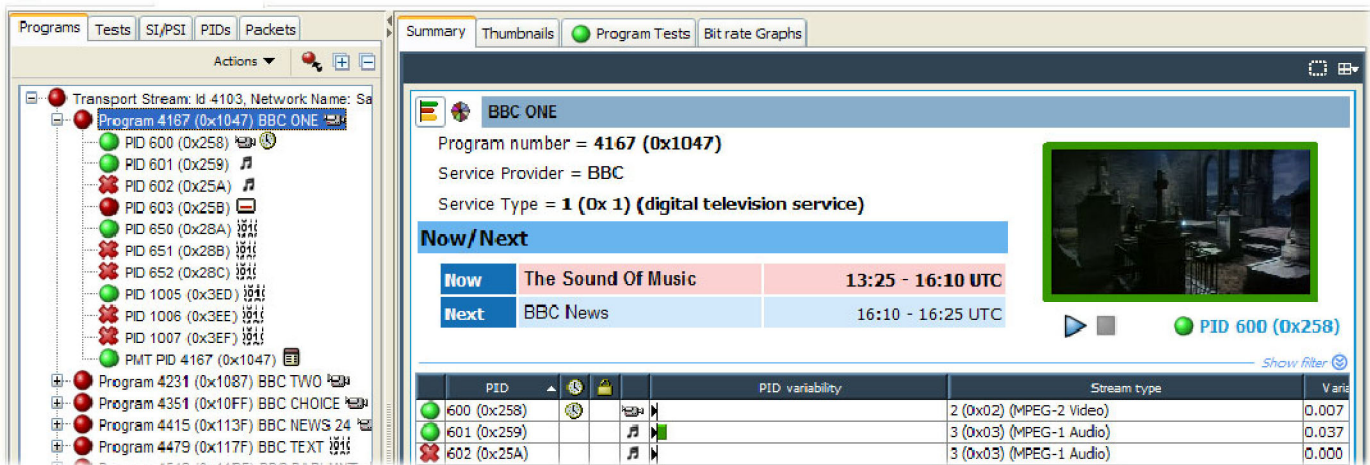 Programs Tests SI/PSI PIDs Packets
Actions
Transport Stream: Id 4103, Network Name: Sa
Program 4167 (0x1047) BBC ONE
PID 600 (0x258)
PID 601 (0x259)
PID 602 (0x25A)
PID 603 (0x25B)
PID 650 (0x28A)
PID 651 (0x28B)
PID 652 (0x28C)
PID 1005 (0x3ED)
PID 1006 (0x3EE)
PID 1007 (0x3EF)
PMT PID 4167 (0x1047)
Program 4231 (0x1087) BBC TWO
Program 4351 (0x10FF) BBC CHOICE
Program 4415 (0x113F) BBC NEWS 24
Program 4479 (0x117F) BBC TEXT
Summary Thumbnails Program Tests Bit rate Graphs
BBC ONE
Program number = 4167 (0x1047)
Service Provider = BBC
Service Type = 1 (0x 1) (digital television service)
Now/Next
Now The Sound Of Music 13:25 - 16:10 UTC
Next BBC News 16:10 - 16:25 UTC
PID 600 (0x258)
Show filter
PID PID variability Stream type Varia
600 (0x258) 2 (0x02) (MPEG-2 Video) 0.007
601 (0x259) 3 (0x03) (MPEG-1 Audio) 0.037
602 (0x25A) 3 (0x03) (MPEG-1 Audio) 0.000